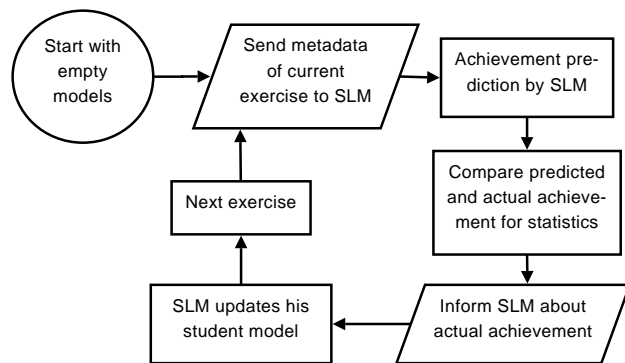 Start with
empty
models
Send metadata
of current
exercise to SLM
Achievement pre-
diction by SLM
Compare predicted
and actual achieve-
ment for statistics
Inform SLM about
actual achievement
SLM updates his
student model
Next exercise